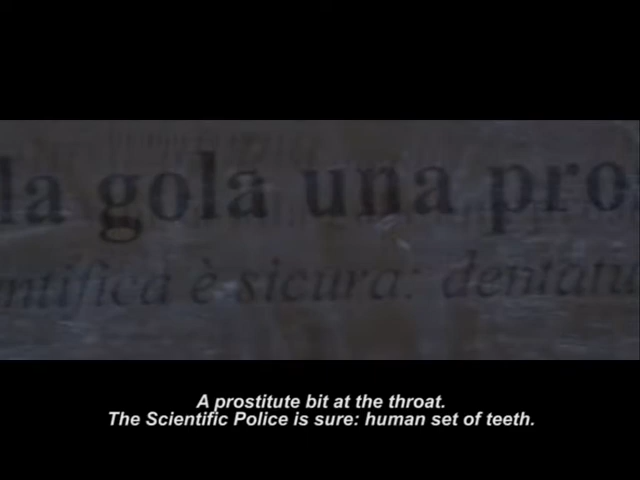 la gola una pro
entifica è sicura: dentatu
A prostitute bit at the throat.
The Scientific Police is sure: human set of teeth.